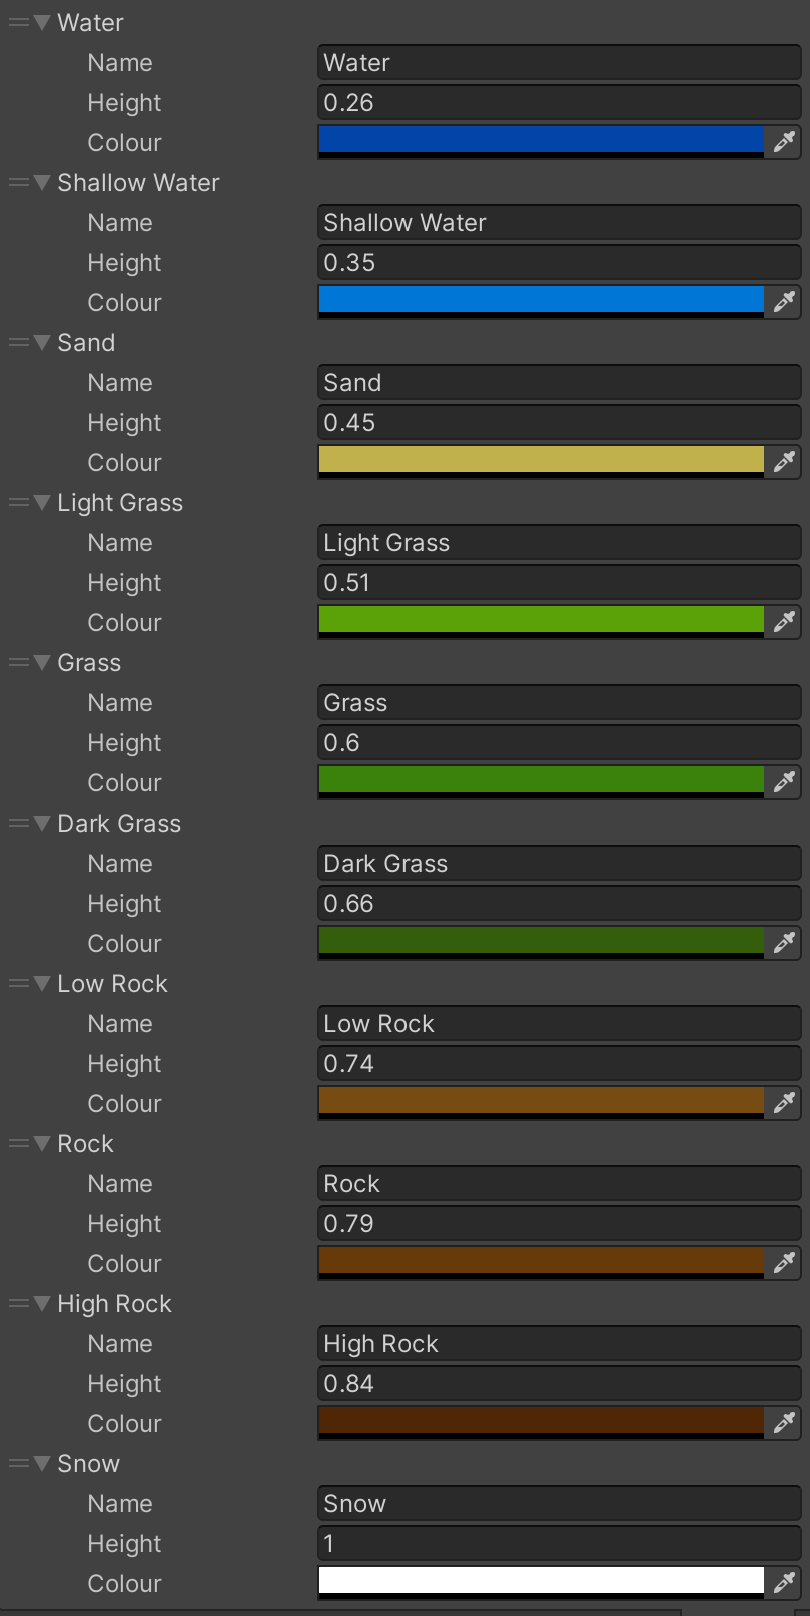 Water
Name Water
Height 0.26
Colour
Shallow Water
Name Shallow Water
Height 0.35
Colour
Sand
Name Sand
Height 0.45
Colour
Light Grass
Name Light Grass
Height 0.51
Colour
Grass
Name Grass
Height 0.6
Colour
Dark Grass
Name Dark Grass
Height 0.66
Colour
Low Rock
Name Low Rock
Height 0.74
Colour
Rock
Name Rock
Height 0.79
Colour
High Rock
Name High Rock
Height 0.84
Colour
Snow
Name Snow
Height 1
Colour